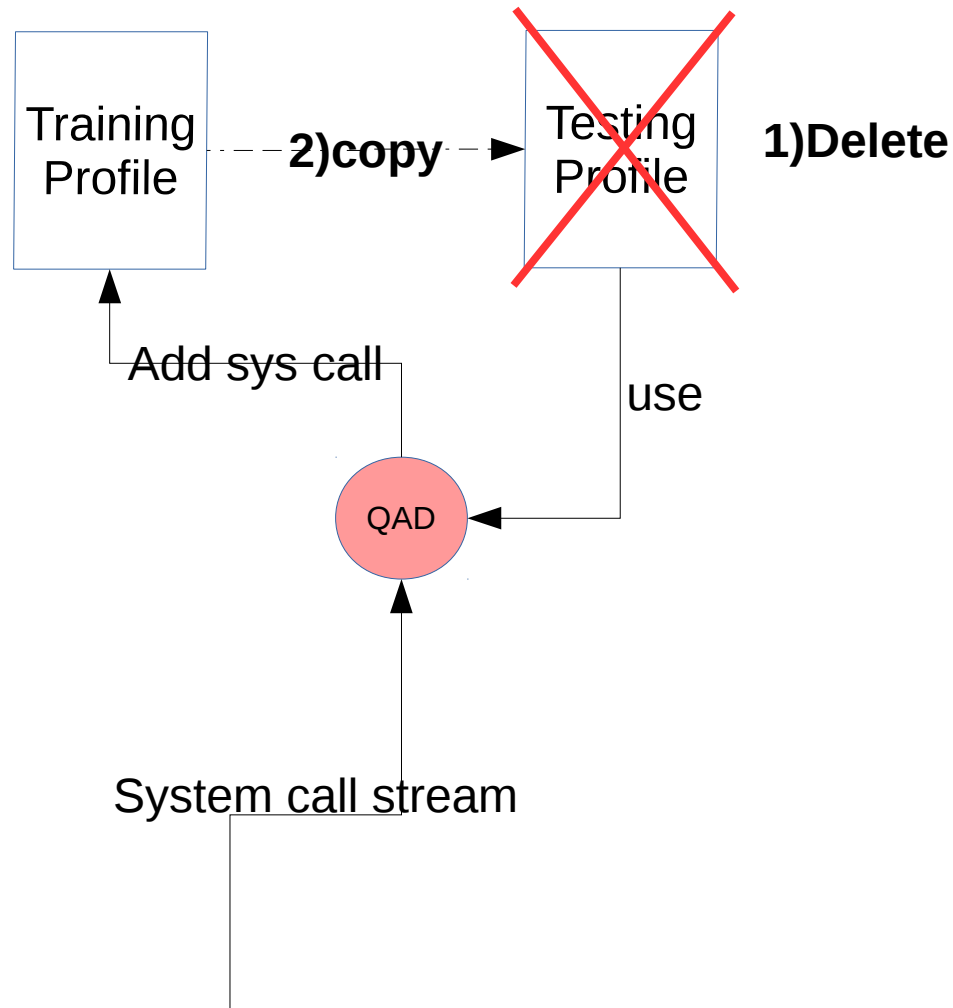 Training
Profile
2)copy
Testing
Profile
1)Delete
Add sys call
use
QAD
System call stream